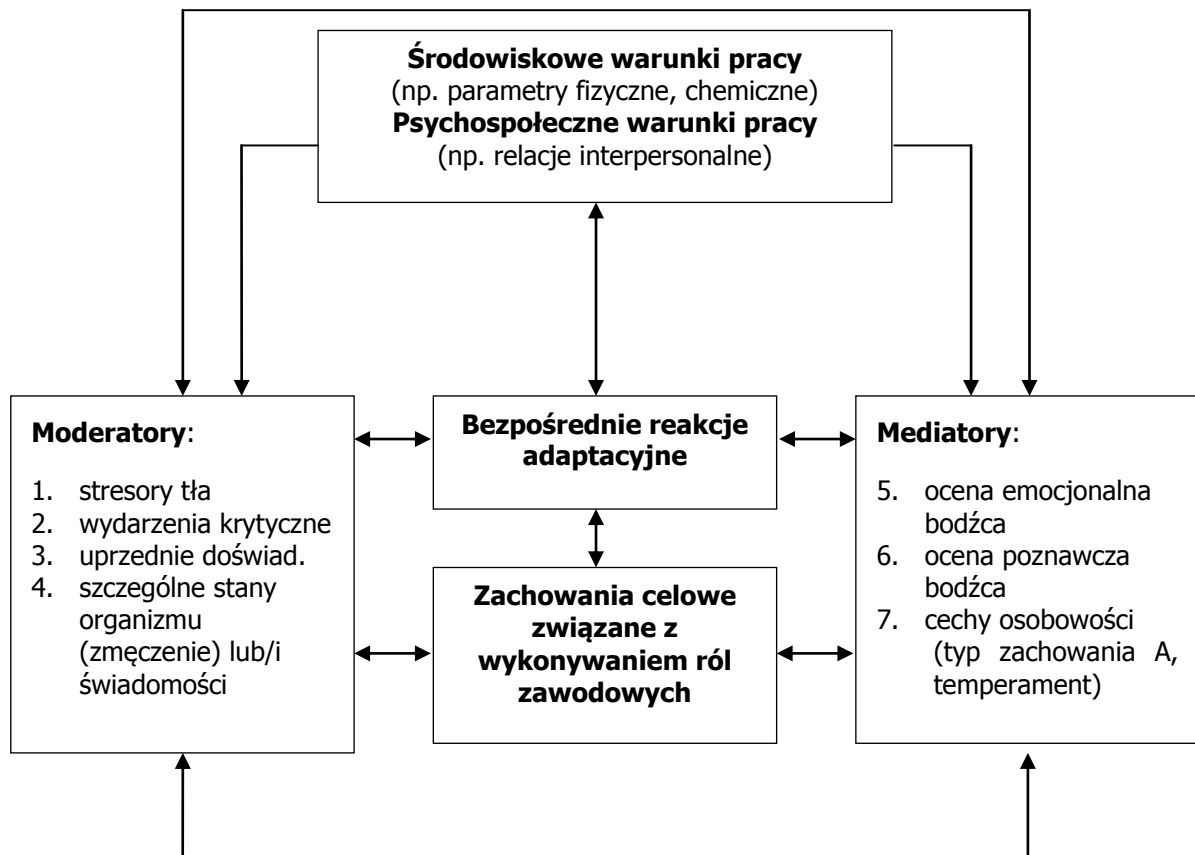 Środowiskowe warunki pracy
(np. parametry fizyczne, chemiczne)
Psychospołeczne warunki pracy
(np. relacje interpersonalne)
Moderatory:
1. stresory tła
2. wydarzenia krytyczne
3. uprzednie doświad.
4. szczególne stany
organizmu
(zmęczenie) lub/i
świadomości
Bezpośrednie reakcje
adaptacyjne
Zachowania celowe
związane z
wykonywaniem ról
zawodowych
Mediatory:
5. ocena emocjonalna
bodźca
6. ocena poznawcza
bodźca
7. cechy osobowości
(typ zachowania A,
temperament)